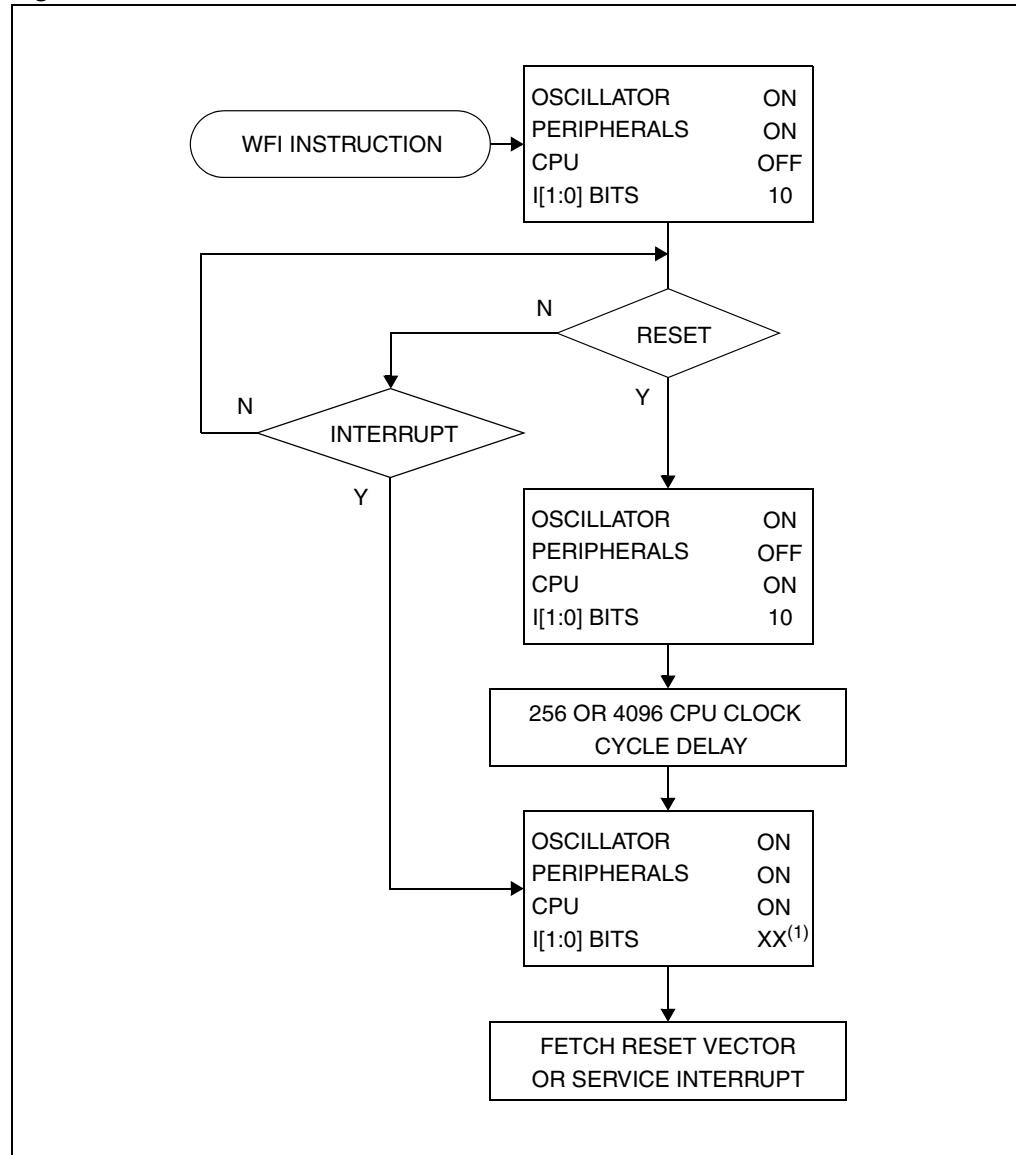 WFI INSTRUCTION
OSCILLATOR ON
PERIPHERALS ON
CPU OFF
I[1:0] BITS 10
N
RESET
Y
N
INTERRUPT
Y
OSCILLATOR ON
PERIPHERALS OFF
CPU ON
I[1:0] BITS 10
256 OR 4096 CPU CLOCK
CYCLE DELAY
OSCILLATOR ON
PERIPHERALS ON
CPU ON
I[1:0] BITS XX(1)
FETCH RESET VECTOR
OR SERVICE INTERRUPT